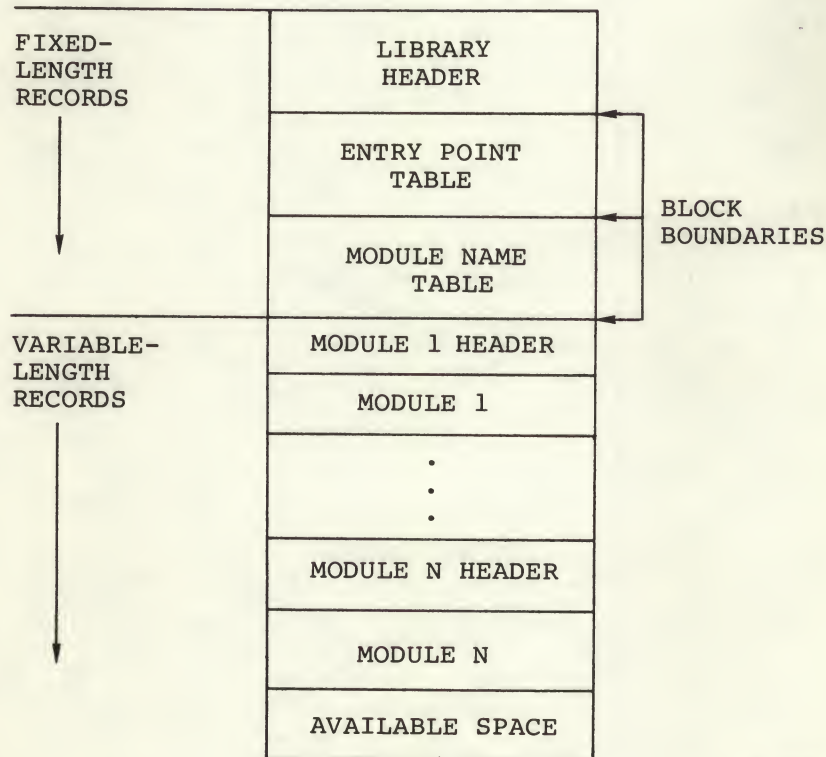 FIXED-
LENGTH
RECORDS
LIBRARY
HEADER
ENTRY POINT
TABLE
BLOCK
BOUNDARIES
MODULE NAME
TABLE
VARIABLE-
LENGTH
RECORDS
MODULE 1 HEADER
MODULE 1
.
.
.
MODULE N HEADER
MODULE N
AVAILABLE SPACE